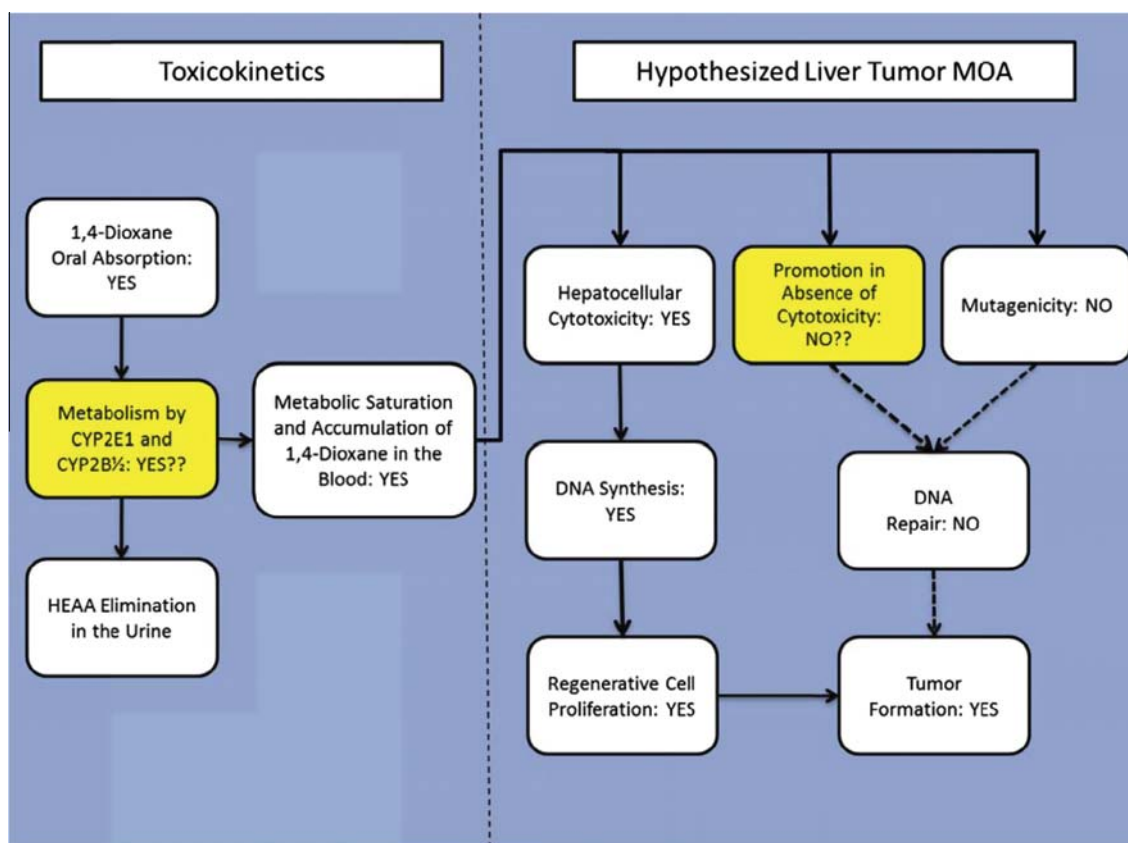 Toxicokinetics
Hypothesized Liver Tumor MOA
1,4-Dioxane
Oral Absorption:
YES
Metabolism by
CYP2E1 and
CYP2B½: YES??
HEAA Elimination
in the Urine
Metabolic Saturation
and Accumulation of
1,4-Dioxane in the
Blood: YES
Hepatocellular
Cytotoxicity: YES
DNA Synthesis:
YES
Regenerative Cell
Proliferation: YES
Promotion in
Absence of
Cytotoxicity:
NO??
Mutagenicity: NO
DNA
Repair: NO
Tumor
Formation: YES